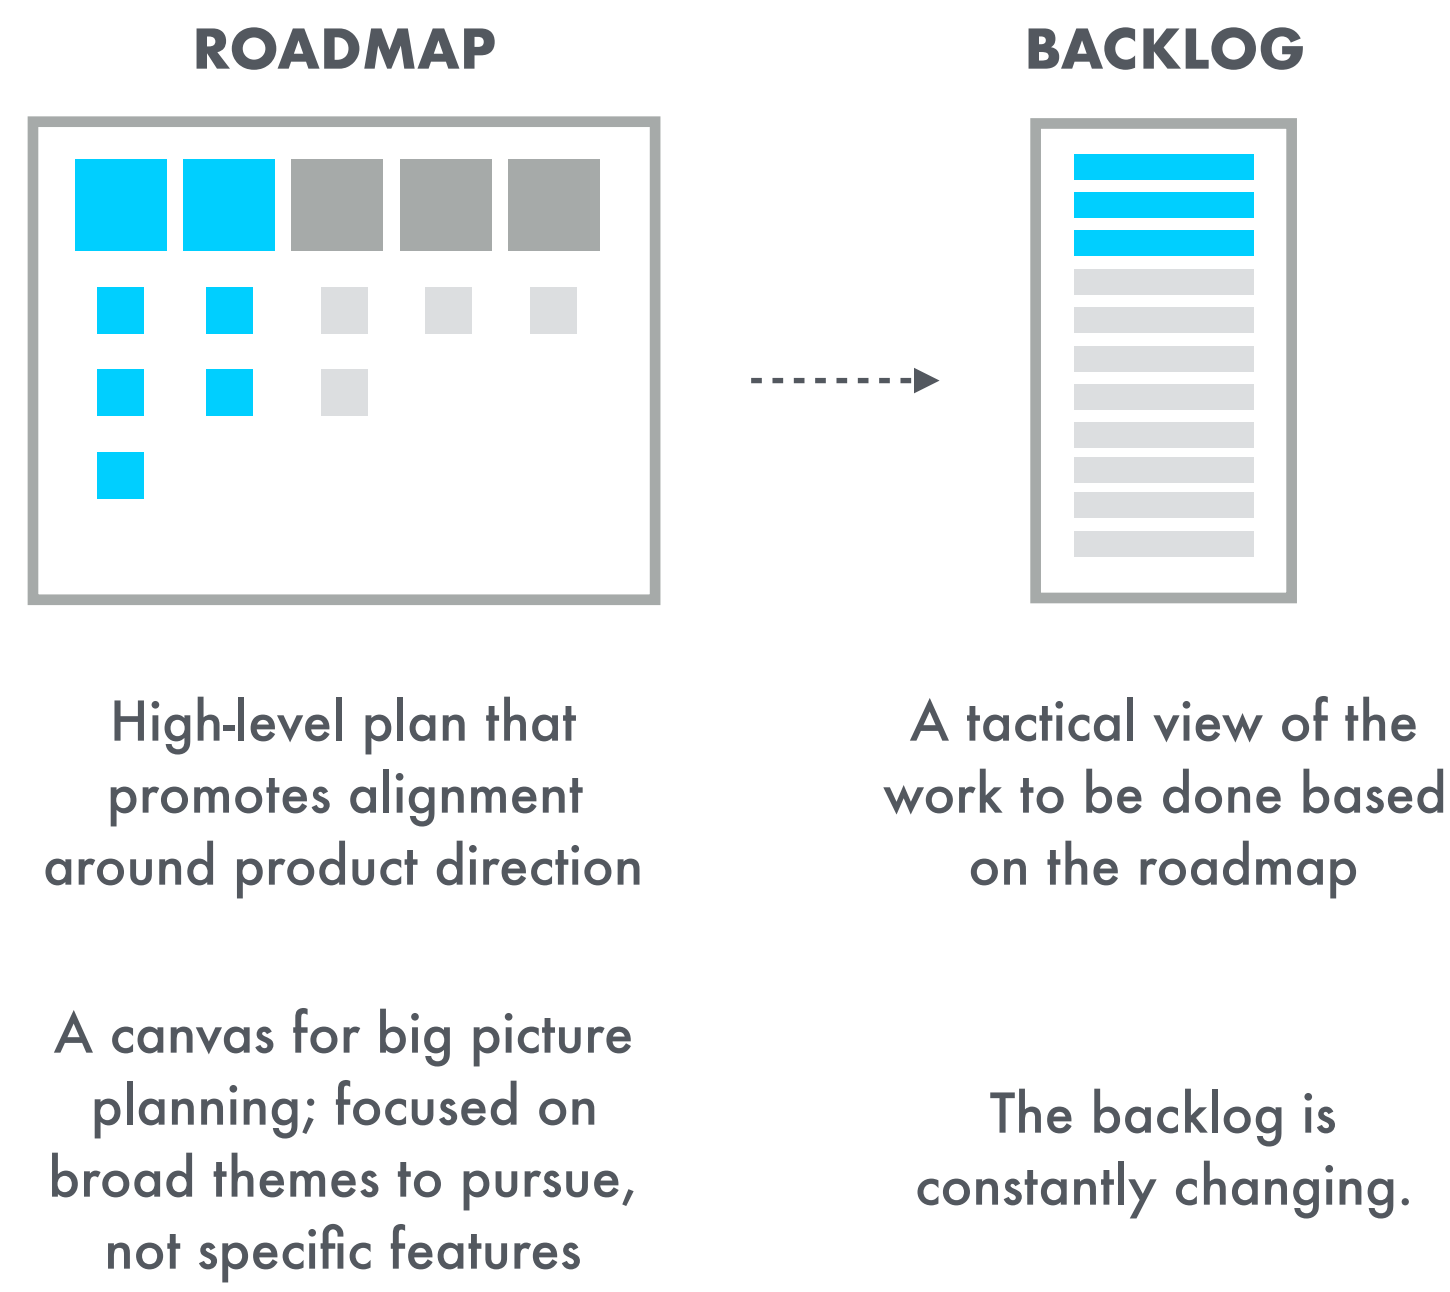 ROADMAP
BACKLOG
High-level plan that
promotes alignment
around product direction
A tactical view of the
work to be done based
on the roadmap
A canvas for big picture
planning; focused on
broad themes to pursue,
not specific features
The backlog is
constantly changing.